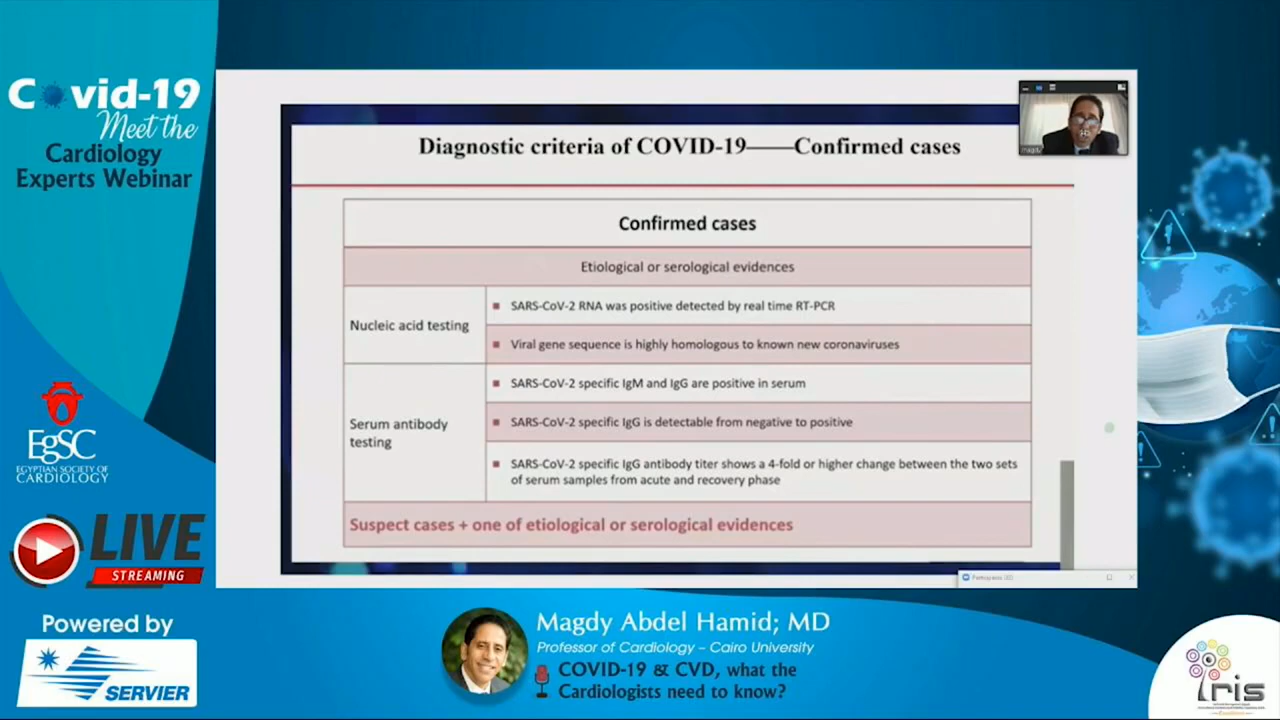 Covid-19
Meet the
Cardiology
Experts Webinar
EgSC
EGYPTIAN SOCIETY OF
CARDIOLOGY
LIVE
STREAMING
Powered by
SERVIER
Diagnostic criteria of COVID-19——Confirmed cases
Confirmed cases
Etiological or serological evidences
Nucleic acid testing
SARS-CoV-2 RNA was positive detected by real time RT-PCR
Viral gene sequence is highly homologous to known new coronaviruses
Serum antibody
testing
SARS-CoV-2 specific IgM and IgG are positive in serum
SARS-CoV-2 specific IgG is detectable from negative to positive
SARS-CoV-2 specific IgG antibody titer shows a 4-fold or higher change between the two sets
of serum samples from acute and recovery phase
Suspect cases + one of etiological or serological evidences
Magdy Abdel Hamid; MD
Professor of Cardiology – Cairo University
COVID-19 & CVD, what the
Cardiologists need to know?
Iris